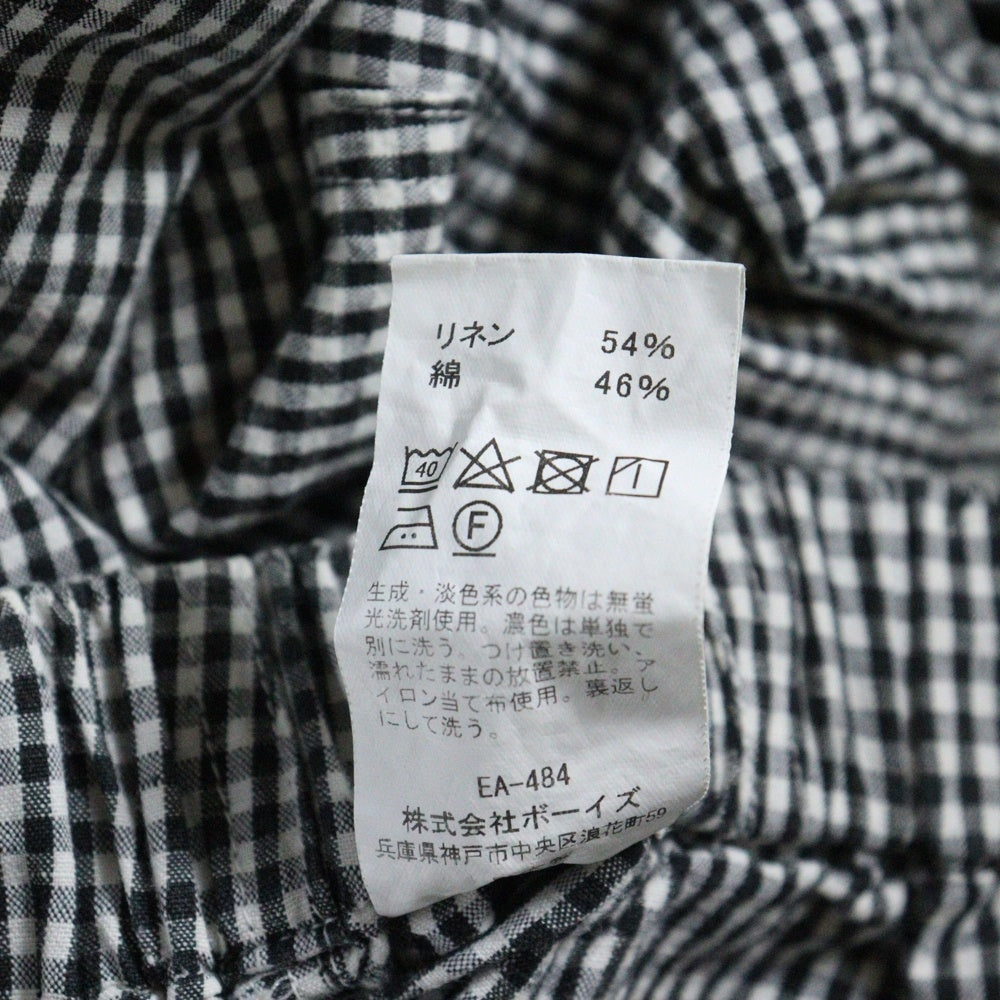 リネン 54%
綿 46%
40
F
生成・淡色系の色物は無蛍
光洗剤使用。濃色は単独で
別に洗う。つけ置き洗い、
濡れたままの放置禁止。ア
イロン当て布使用。裏返し
にして洗う。
EA-484
株式会社ボーイズ
兵庫県神戸市中央区浪花町59